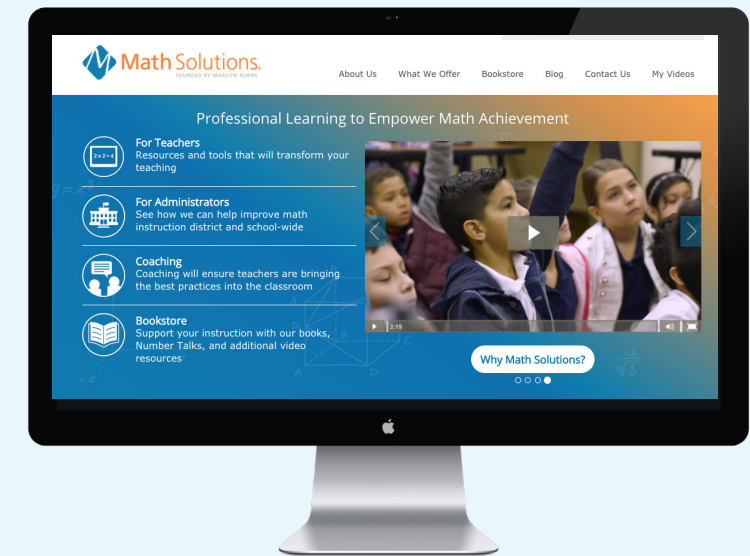 Math Solutions.
FOUNDED BY MARILYN BURNS
About Us What We Offer Bookstore Blog Contact Us My Videos
Professional Learning to Empower Math Achievement
2x2=4
For Teachers
Resources and tools that will transform your
teaching
For Administrators
See how we can help improve math
instruction district and school-wide
Coaching
Coaching will ensure teachers are bringing
the best practices into the classroom
Bookstore
Support your instruction with our books,
Number Talks, and additional video
resources
3:19
Why Math Solutions?
y=x²
B
C
A
D
a
√b